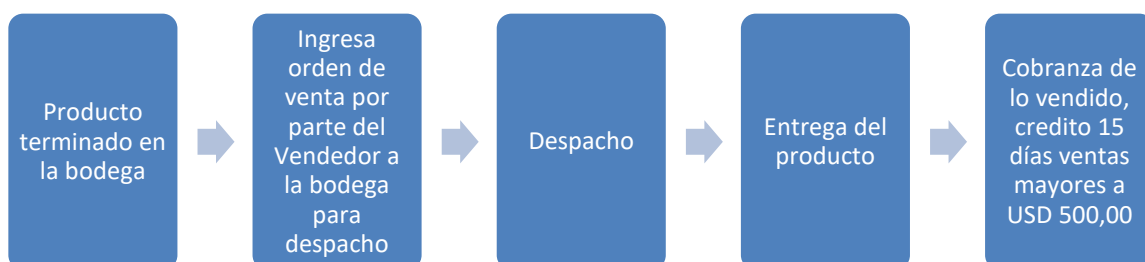 Producto
terminado en
la bodega
Ingresa
orden de
venta por
parte del
Vendedor a
la bodega
para
despacho
Despacho
Entrega del
producto
Cobranza de
lo vendido,
credito 15
días ventas
mayores a
USD 500,00